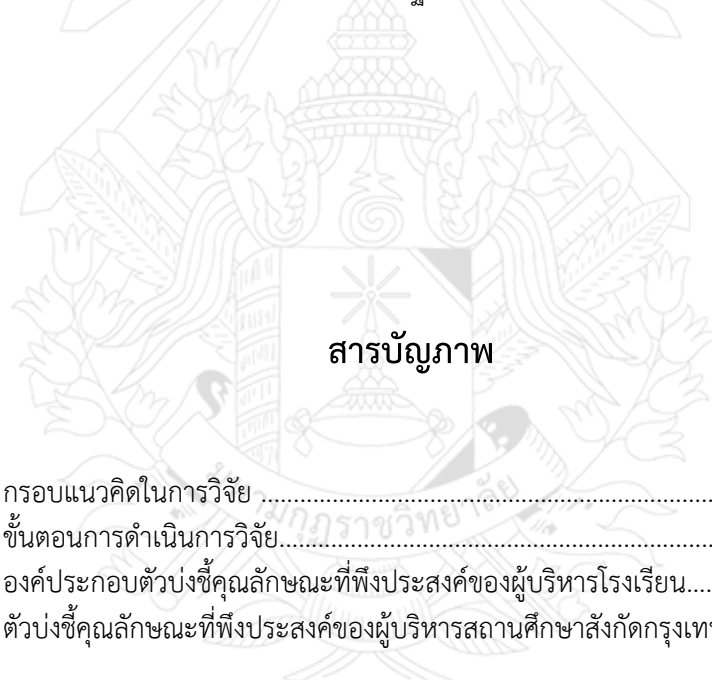 สารบัญภาพ
กรอบแนวคิดในการวิจัย ............................................................
ขั้นตอนการดำเนินการวิจัย............................................................
องค์ประกอบตัวบ่งชี้คุณลักษณะที่พึงประสงค์ของผู้บริหารโรงเรียน....
ตัวบ่งชี้คุณลักษณะที่พึงประสงค์ของผู้บริหารสถานศึกษาสังกัดกรุงเท